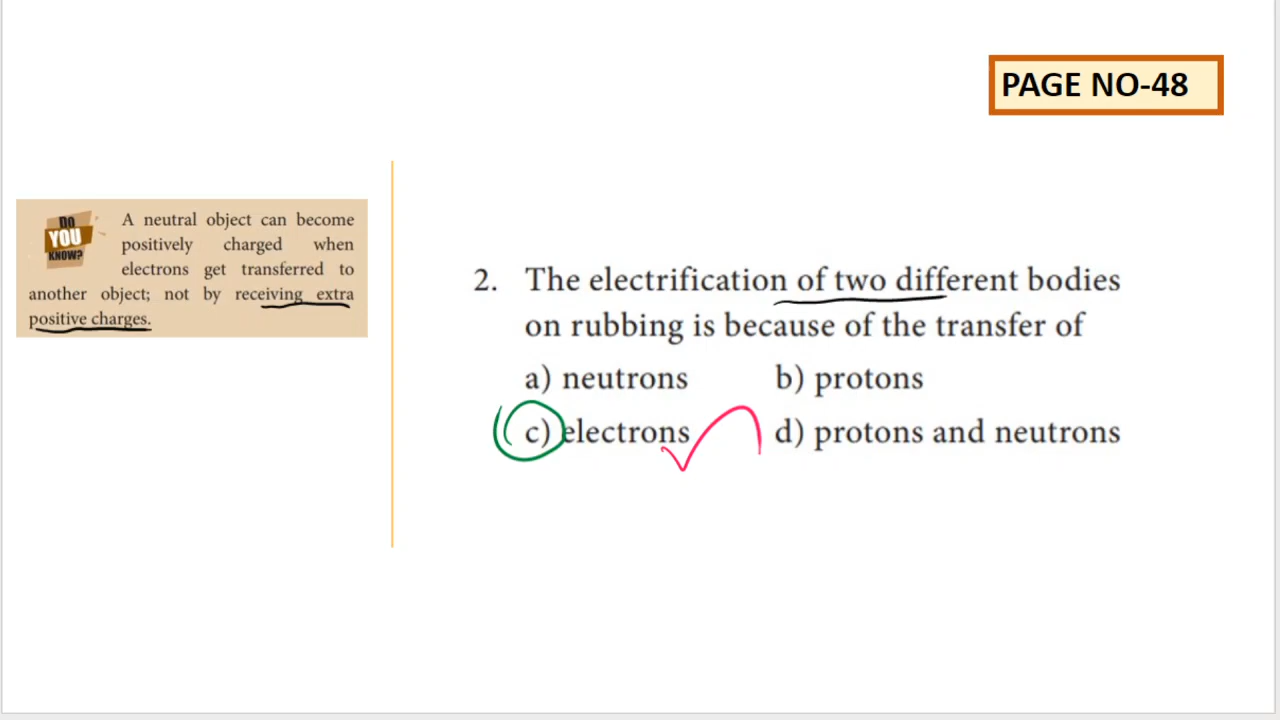 PAGE NO-48
DO
YOU
KNOW?
A neutral object can become
positively charged when
electrons get transferred to
another object; not by receiving extra
positive charges.
2. The electrification of two different bodies
on rubbing is because of the transfer of
a) neutrons b) protons
c) electrons d) protons and neutrons